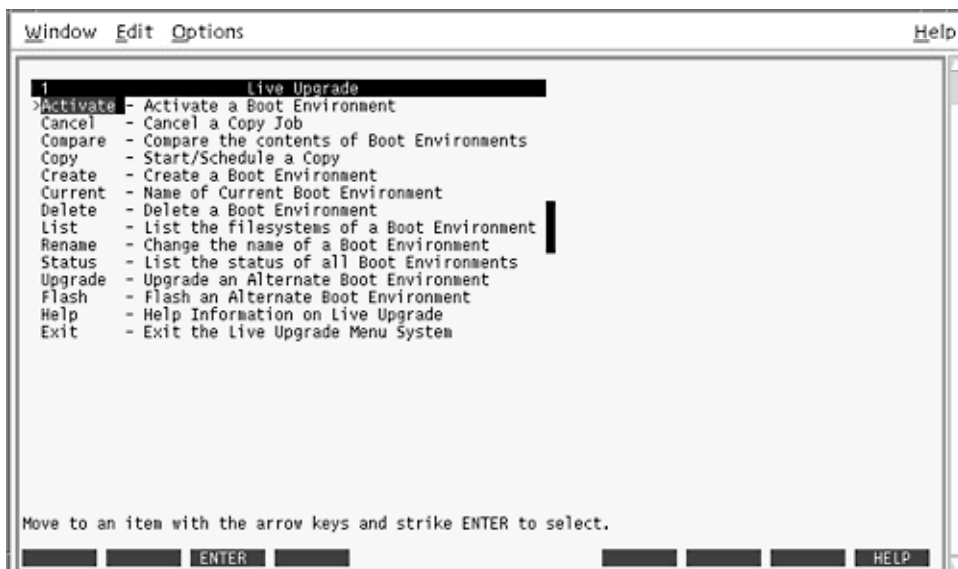 Window Edit Options Help
1 Live Upgrade
>Activate - Activate a Boot Environment
Cancel - Cancel a Copy Job
Compare - Compare the contents of Boot Environments
Copy - Start/Schedule a Copy
Create - Create a Boot Environment
Current - Name of Current Boot Environment
Delete - Delete a Boot Environment
List - List the filesystems of a Boot Environment
Rename - Change the name of a Boot Environment
Status - List the status of all Boot Environments
Upgrade - Upgrade an Alternate Boot Environment
Flash - Flash an Alternate Boot Environment
Help - Help Information on Live Upgrade
Exit - Exit the Live Upgrade Menu System
Move to an item with the arrow keys and strike ENTER to select.
ENTER HELP